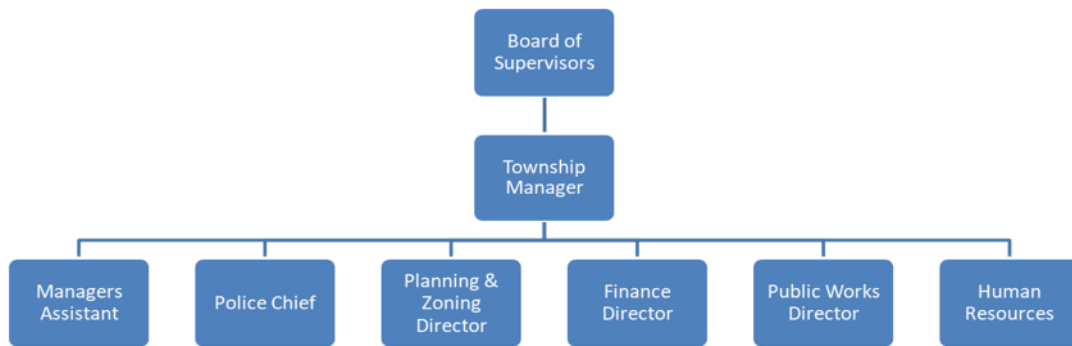 Board of
Supervisors
Township
Manager
Managers
Assistant
Police Chief
Planning &
Zoning
Director
Finance
Director
Public Works
Director
Human
Resources